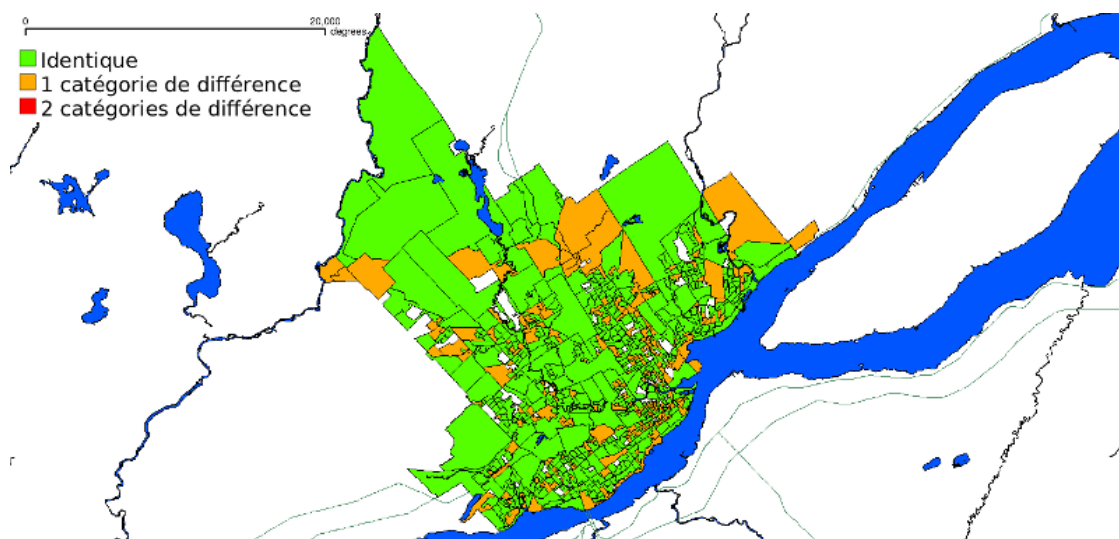 0 20,000
degrees
Identique
1 catégorie de différence
2 catégories de différence